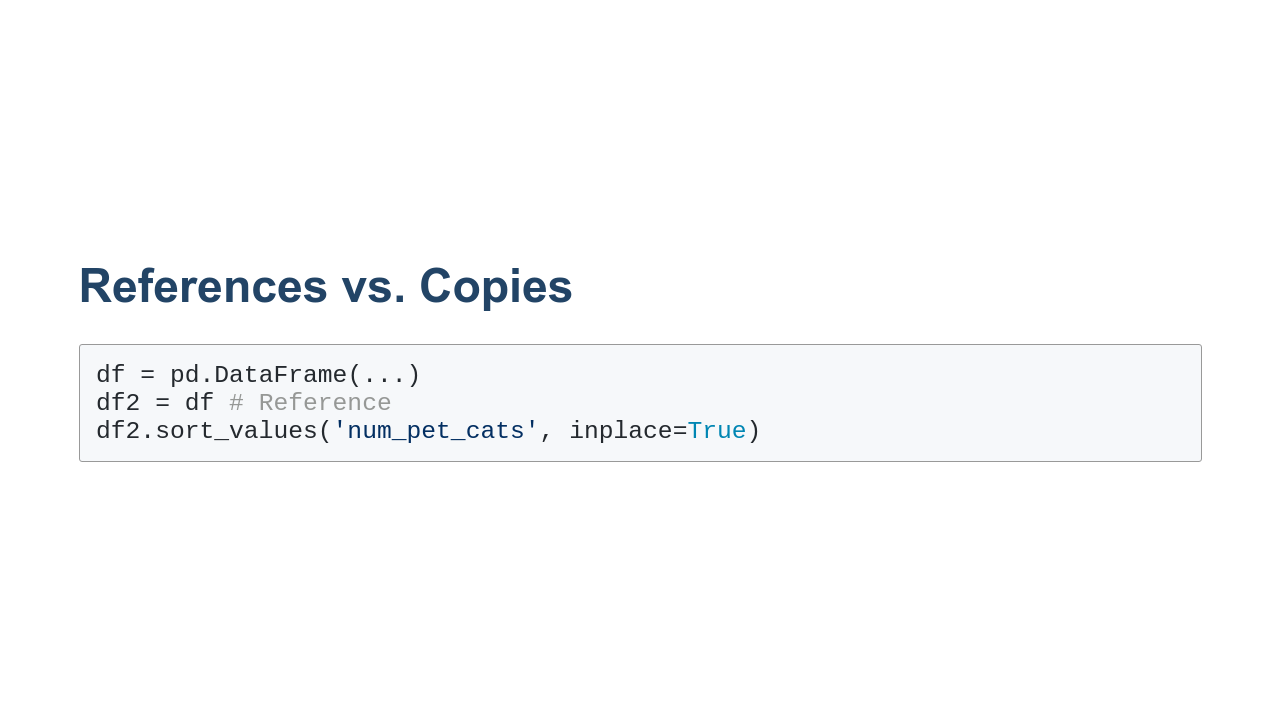 References vs. Copies
df = pd.DataFrame(...)
df2 = df # Reference
df2.sort_values('num_pet_cats', inplace=True)